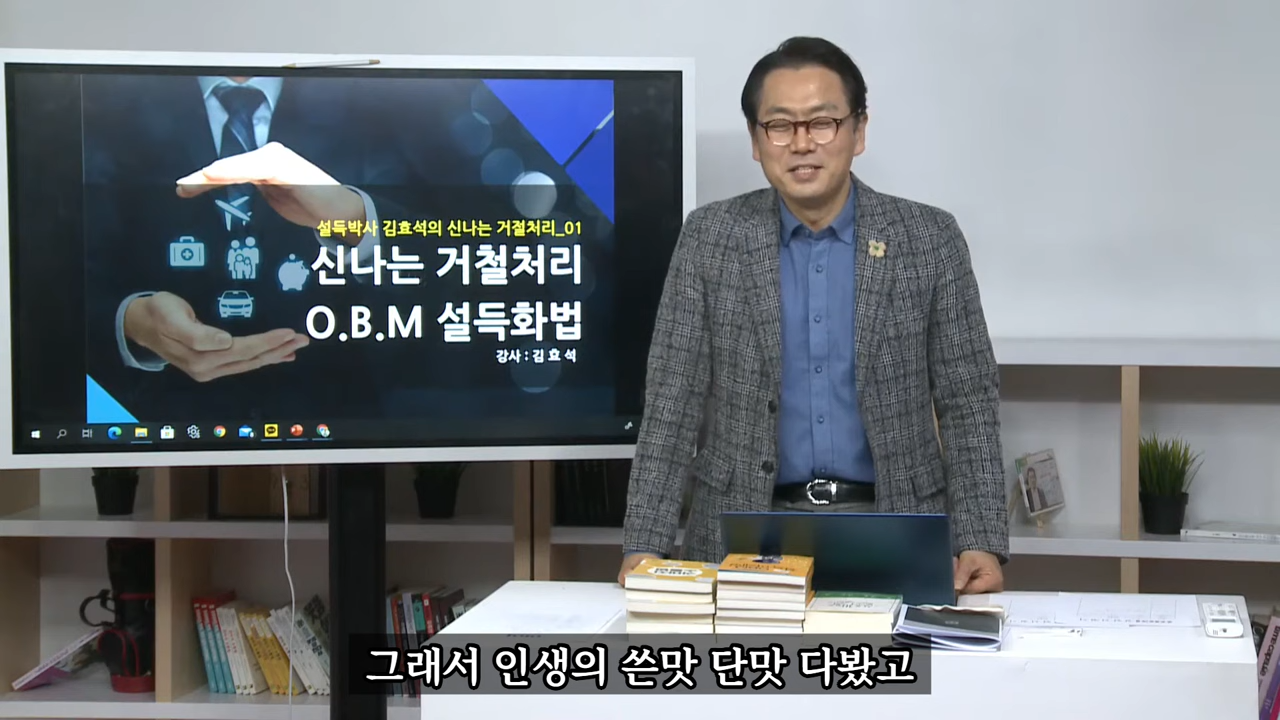 설득박사 김효석의 신나는 거절처리_01
신나는 거철처리
O.B.M 설득화법
강사 : 김 효 석
그래서 인생의 쓴맛 단맛 다봤고